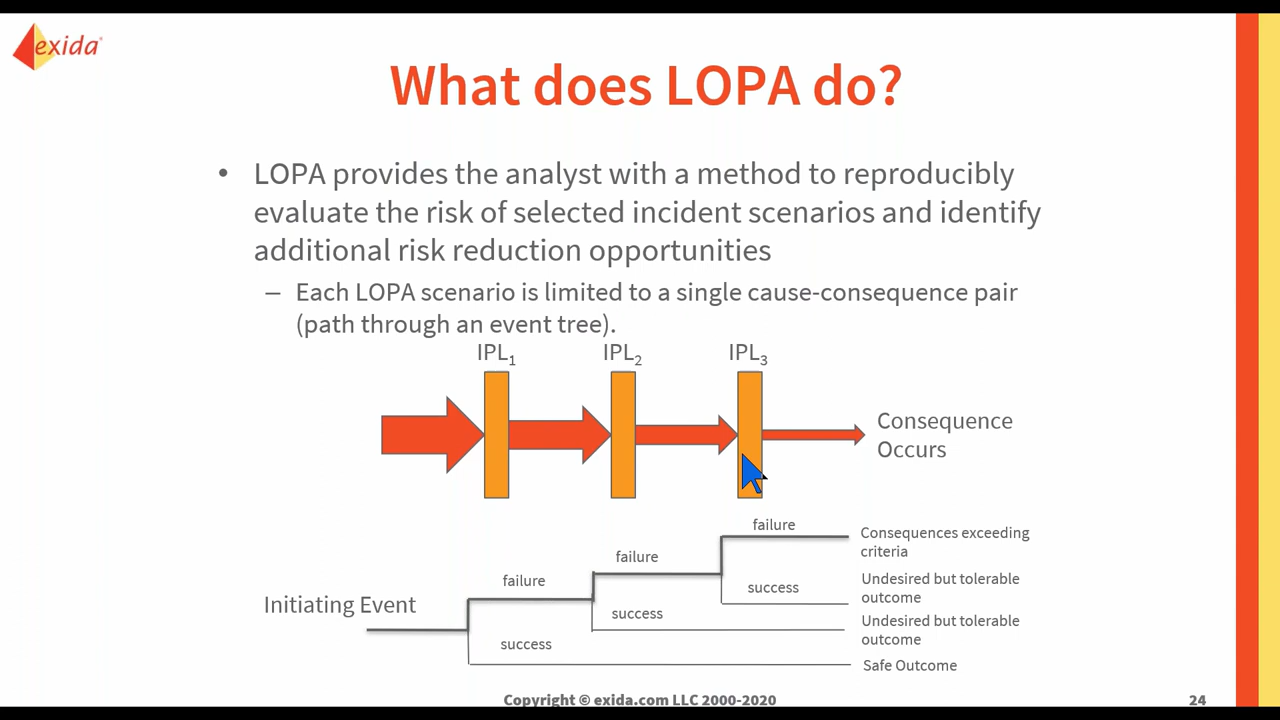 exida
What does LOPA do?
• LOPA provides the analyst with a method to reproducibly
evaluate the risk of selected incident scenarios and identify
additional risk reduction opportunities
– Each LOPA scenario is limited to a single cause-consequence pair
(path through an event tree).
IPL1 IPL2 IPL3
Consequence
Occurs
failure
Consequences exceeding
criteria
failure
failure
success
Undesired but tolerable
outcome
Initiating Event
success
Undesired but tolerable
outcome
success
Safe Outcome
Copyright © exida.com LLC 2000-2020
24